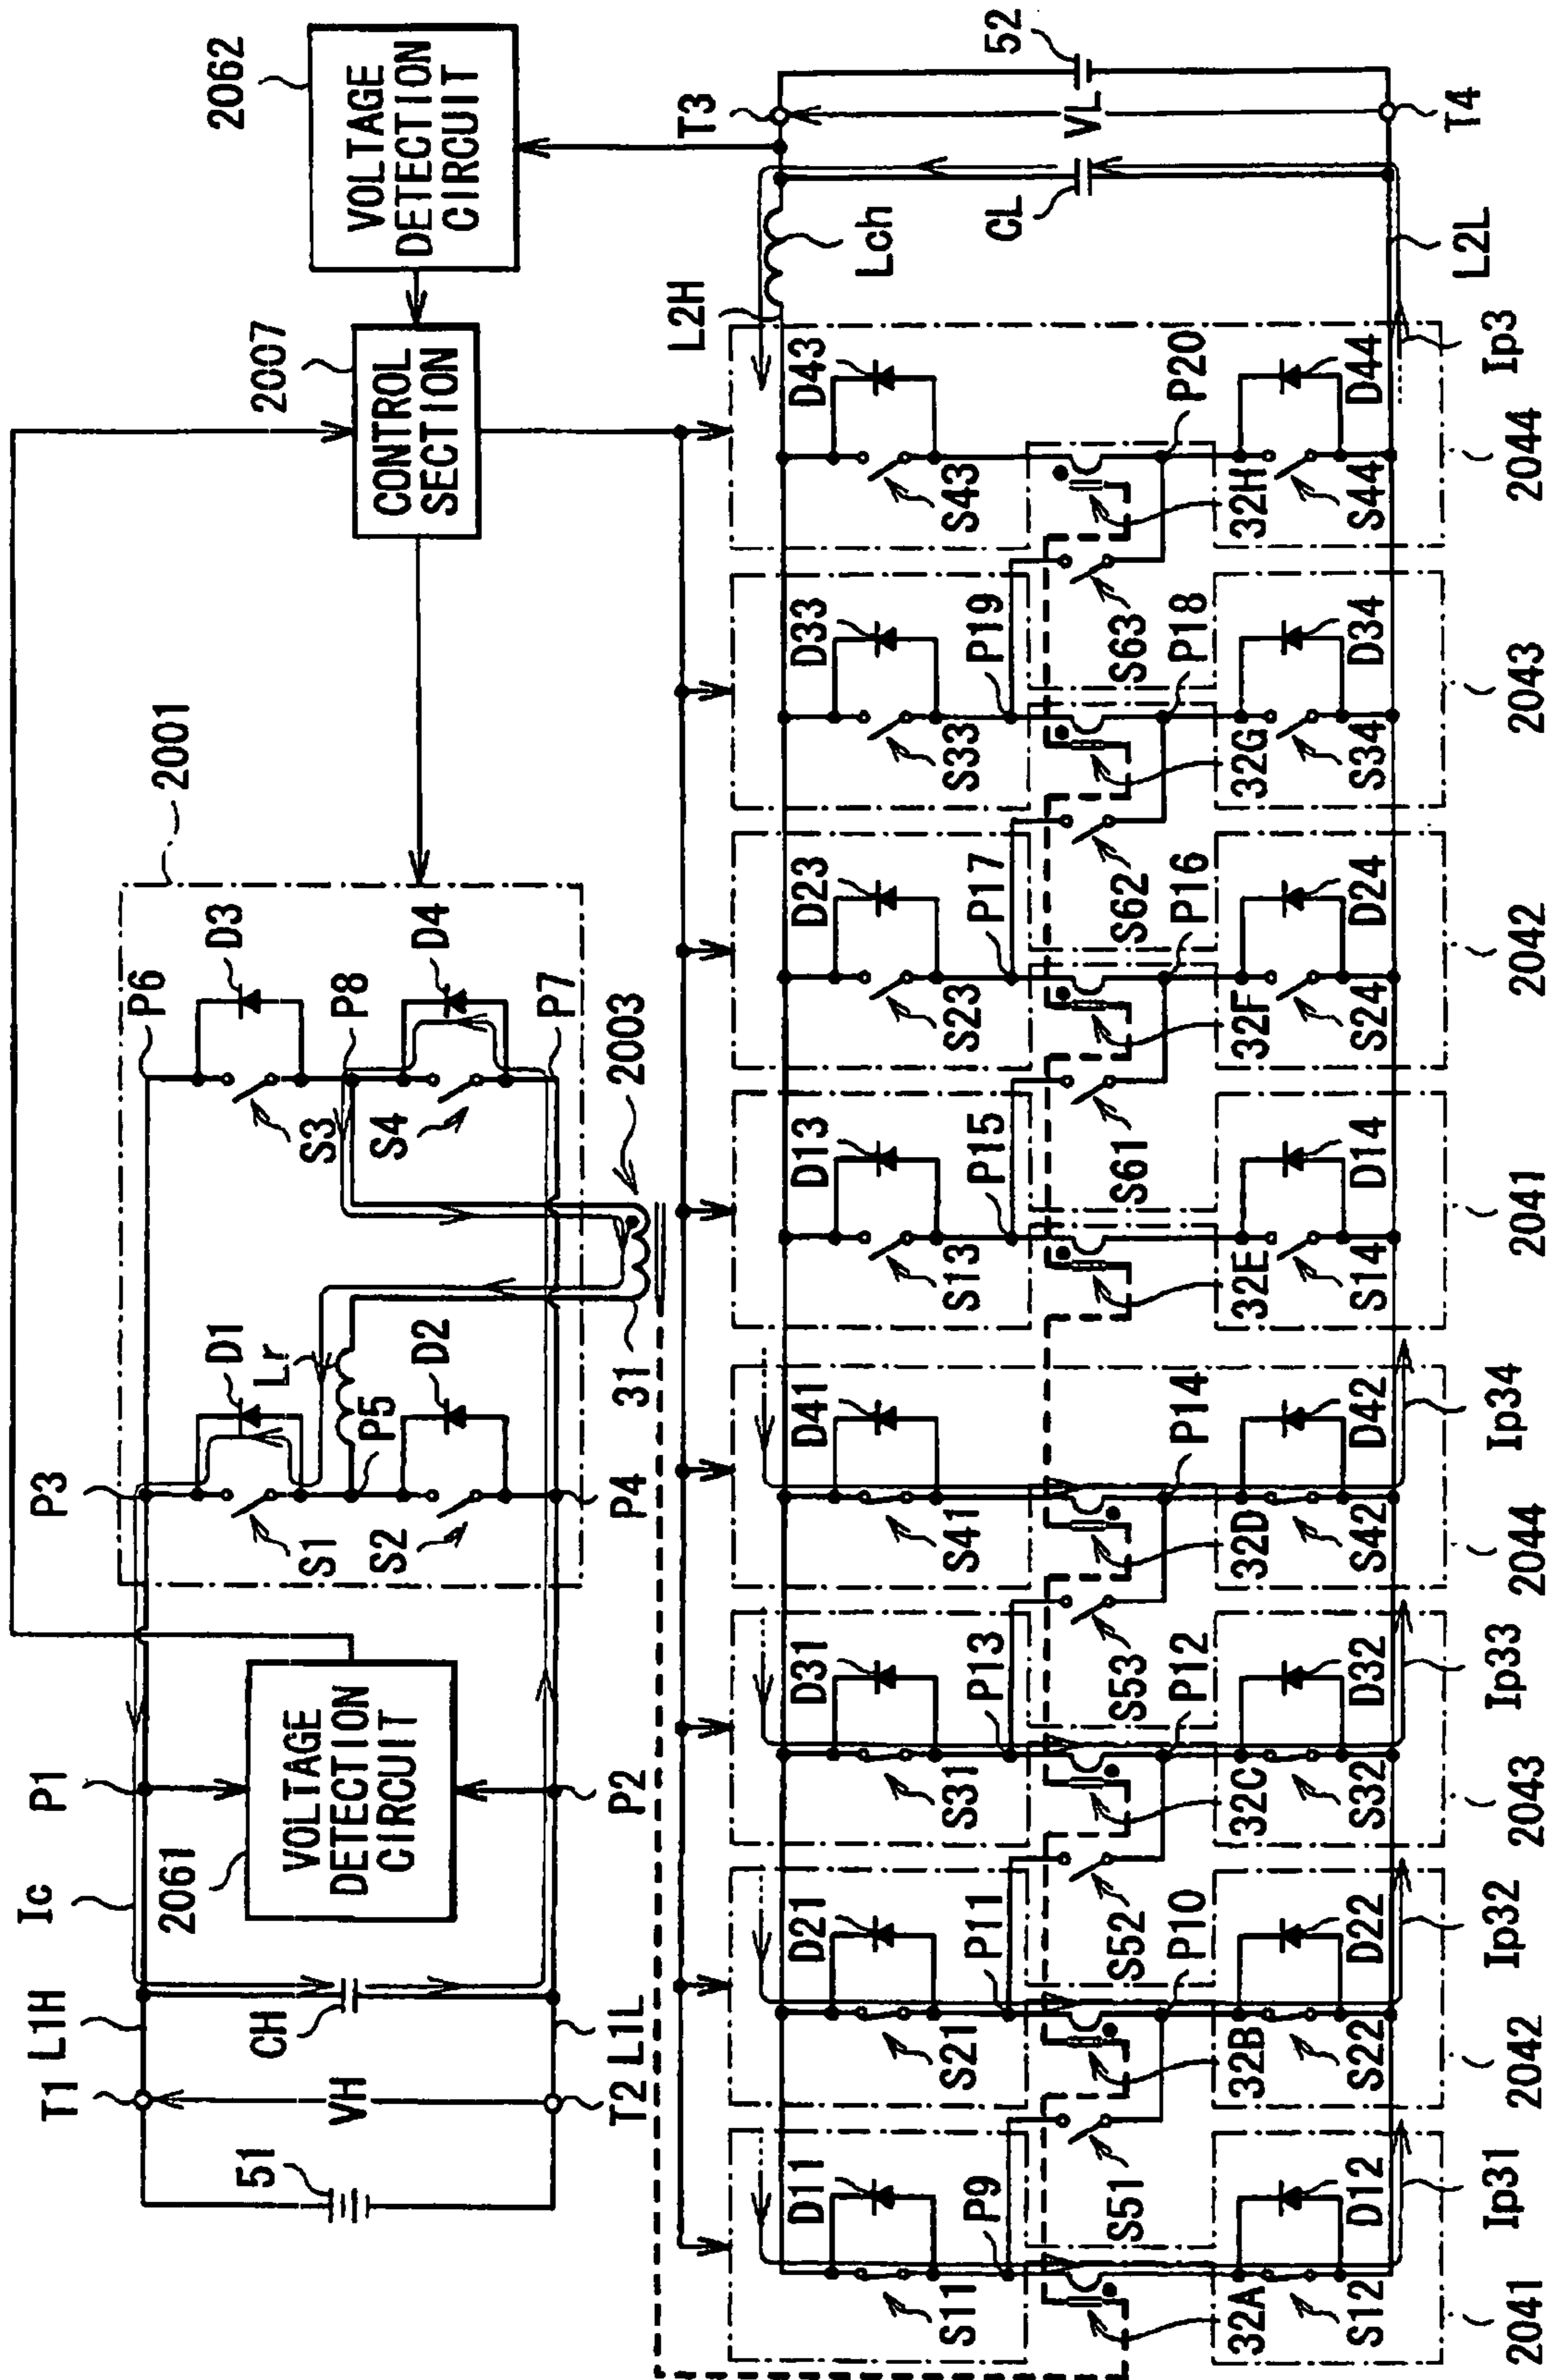 2062
VOLTAGE
DETECTION
CIRCUIT
2007
CONTROL
SECTION
2001
P6
D3
P8
D4
P7
S3
S4
2003
P3
D1
Lr
D2
P5
S1
S2
P4
31
P1
Ic
2061
VOLTAGE
DETECTION
CIRCUIT
P2
T1
L1H
CH
VH
L1L
T2
51
L2H
Lch
T3
52
CL
VL
T4
L2L
Ip3
D43
S43
P20
32H
S44
D44
2044
D33
P19
S33
S63
P18
32G
S34
D34
2043
D23
P17
S23
S62
P16
32F
S24
D24
2042
D13
P15
S13
S61
32E
S14
D14
2041
D41
S41
P14
32D
S42
D42
2044
Ip34
D31
P13
S31
S53
P12
32C
S32
D32
2043
Ip33
D21
P11
S21
S52
P10
32B
S22
D22
2042
Ip32
D11
P9
S11
S51
32A
S12
D12
2041
Ip31